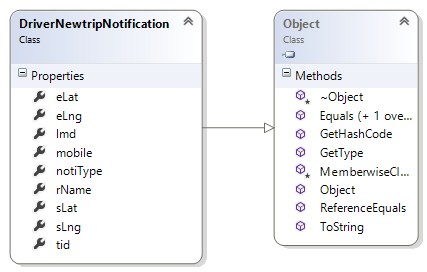 DriverNewtripNotification
Class
Properties
eLat
eLng
lmd
mobile
notiType
rName
sLat
sLng
tid
Object
Class
Methods
~Object
Equals (+ 1 ove...
GetHashCode
GetType
MemberwiseCl...
Object
ReferenceEquals
ToString